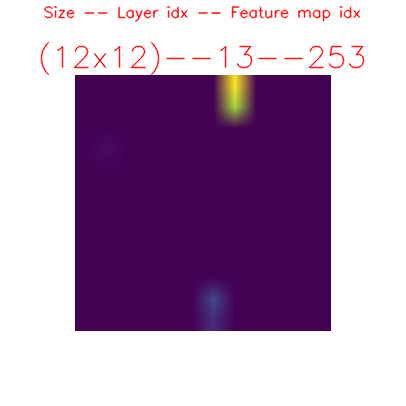 Size -- Layer idx -- Feature map idx
(12x12)--13--253